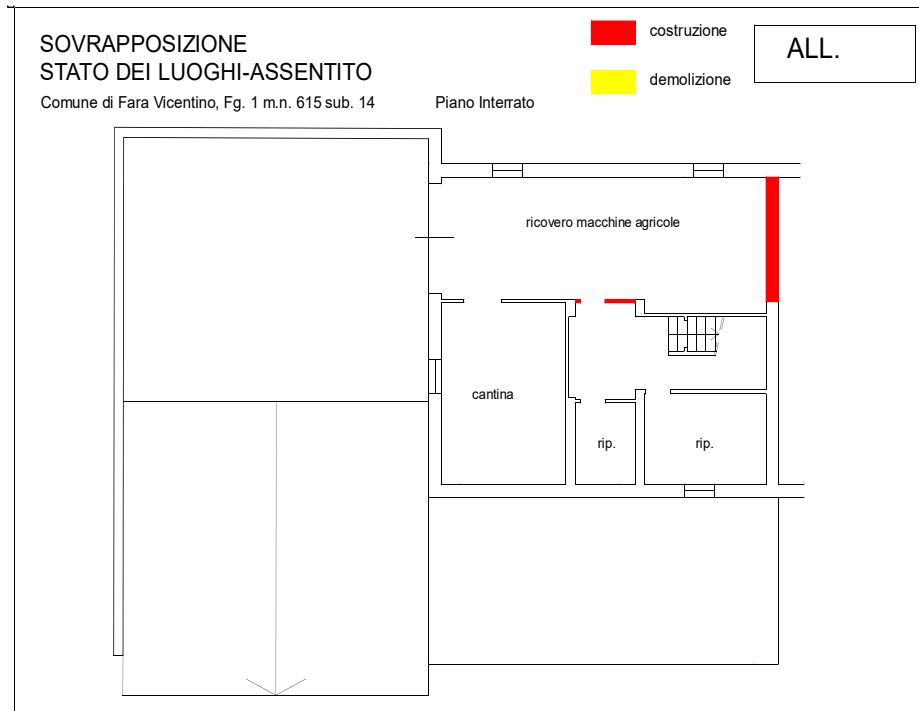 SOVRAPPOSIZIONE
STATO DEI LUOGHI-ASSENTITO
Comune di Fara Vicentino, Fg. 1 m.n. 615 sub. 14 Piano Interrato
costruzione
demolizione
ALL.
ricovero macchine agricole
cantina
rip.
rip.